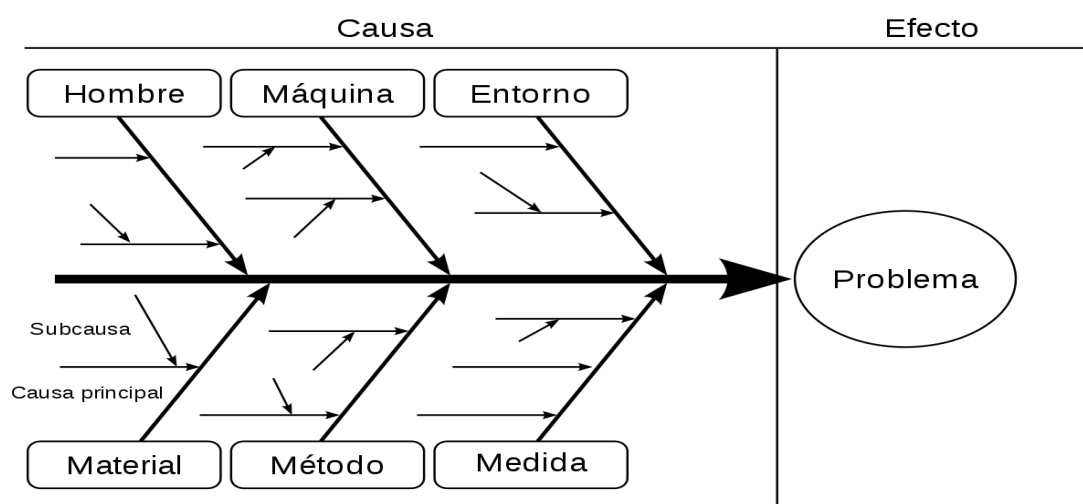 Causa
Efecto
Hombre
Máquina
Entorno
Problema
Subcausa
Causa principal
Material
Método
Medida